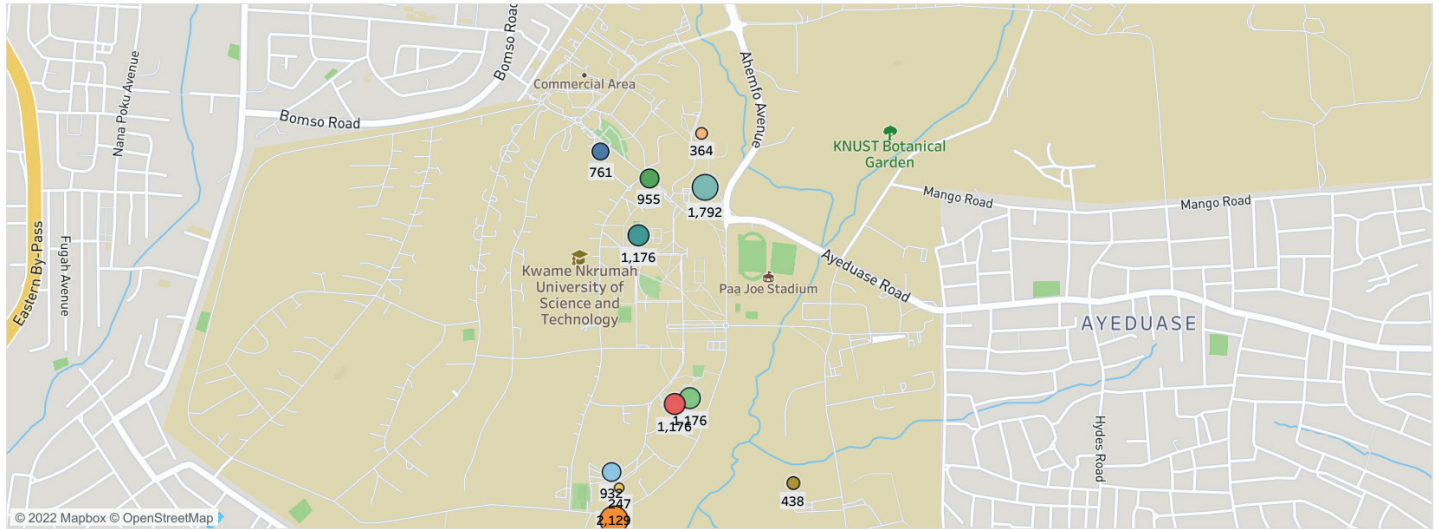 Nana Poku Avenue
Bomso Road
Bomso Road
Commercial Area
Ahemfo Avenue
364
761
KNUST Botanical
Garden
955
1,792
Mango Road
Mango Road
Eastern By-Pass
Fugah Avenue
1,176
Kwame Nkrumah
University of
Science and
Technology
Ayeduase Road
Paa Joe Stadium
AYEDUASE
1,176
1,176
Hydes Road
932
247
438
2,129
© 2022 Mapbox © OpenStreetMap